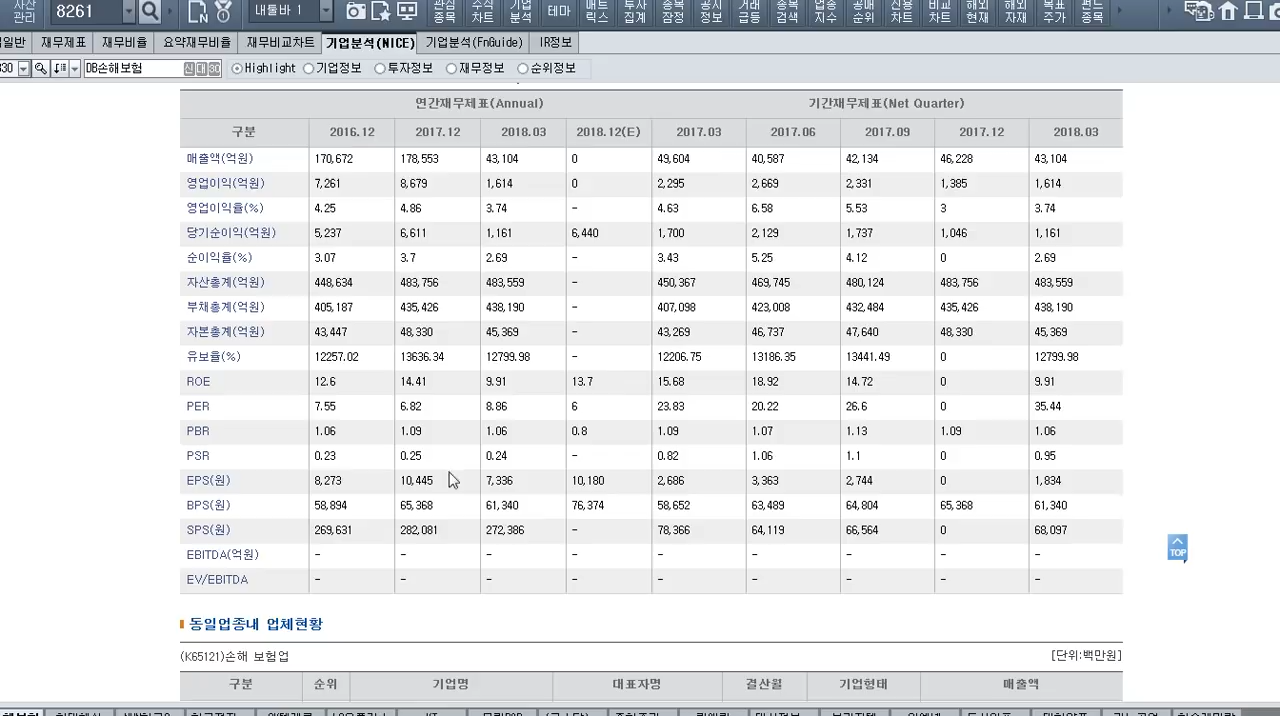 자산 관리 8261 내툴바 1 관심 종목 수식 차트 기업 분석 테마 매트 릭스 투자 집계 종목 잠정 공시 정보 거래 급등 종목 검색 업종 지수 공매 순위 신용 차트 비교 차트 해외 현재 해외 자재 목표 주가 펀드 종목
일반 재무제표 재무비율 요약재무비율 재무비교차트 기업분석(NICE) 기업분석(FnGuide) IR정보
30 DB손해보험 신 대 30 Highlight 기업정보 투자정보 재무정보 순위정보
연간재무제표(Annual) 기간재무제표(Net Quarter)
구분 2016.12 2017.12 2018.03 2018.12(E) 2017.03 2017.06 2017.09 2017.12 2018.03
매출액(억원) 170,672 178,553 43,104 0 49,604 40,587 42,134 46,228 43,104
영업이익(억원) 7,261 8,679 1,614 0 2,295 2,669 2,331 1,385 1,614
영업이익율(%) 4.25 4.86 3.74 - 4.63 6.58 5.53 3 3.74
당기순이익(억원) 5,237 6,611 1,161 6,440 1,700 2,129 1,737 1,046 1,161
순이익률(%) 3.07 3.7 2.69 - 3.43 5.25 4.12 0 2.69
자산총계(억원) 448,634 483,756 483,559 - 450,367 469,745 480,124 483,756 483,559
부채총계(억원) 405,187 435,426 438,190 - 407,098 423,008 432,484 435,426 438,190
자본총계(억원) 43,447 48,330 45,369 - 43,269 46,737 47,640 48,330 45,369
유보율(%) 12257.02 13636.34 12799.98 - 12206.75 13186.35 13441.49 0 12799.98
ROE 12.6 14.41 9.91 13.7 15.68 18.92 14.72 0 9.91
PER 7.55 6.82 8.86 6 23.83 20.22 26.6 0 35.44
PBR 1.06 1.09 1.06 0.8 1.09 1.07 1.13 1.09 1.06
PSR 0.23 0.25 0.24 - 0.82 1.06 1.1 0 0.95
EPS(원) 8,273 10,445 7,336 10,180 2,686 3,363 2,744 0 1,834
BPS(원) 58,894 65,368 61,340 76,374 58,652 63,489 64,804 65,368 61,340
SPS(원) 269,631 282,081 272,386 - 78,366 64,119 66,564 0 68,097
EBITDA(억원) - - - - - - - - -
EV/EBITDA - - - - - - - - -
TOP
동일업종내 업체현황
(K65121)손해 보험업 [단위:백만원]
구분 순위 기업명 대표자명 결산월 기업형태 매출액